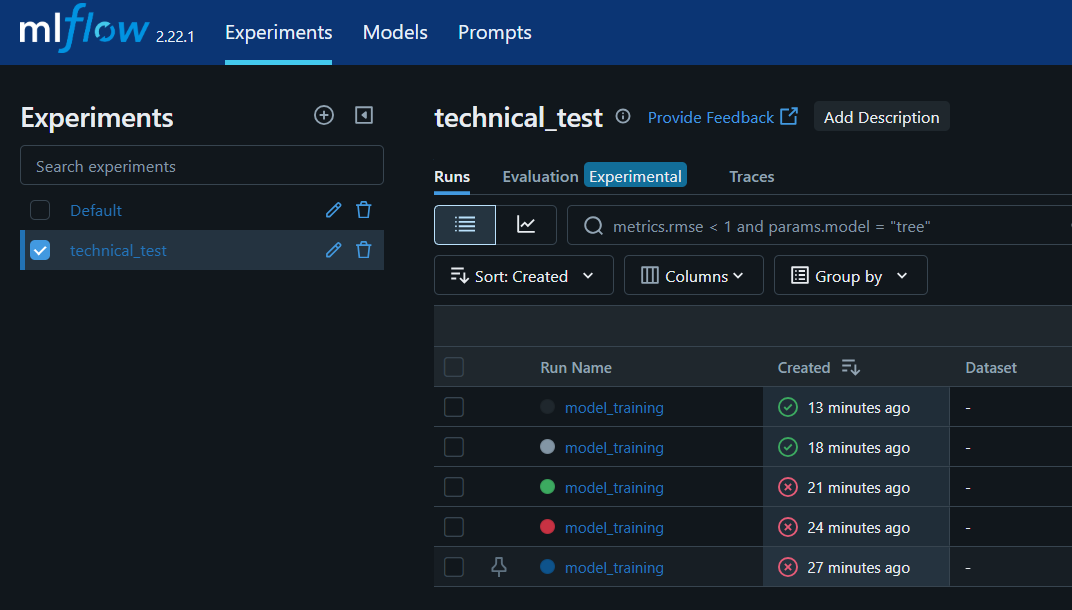 mlflow 2.22.1 Experiments Models Prompts
Experiments
Search experiments
Default
technical_test
technical_test Provide Feedback Add Description
Runs Evaluation Experimental Traces
metrics.rmse < 1 and params.model = "tree"
Sort: Created Columns Group by
Run Name Created Dataset
model_training 13 minutes ago -
model_training 18 minutes ago -
model_training 21 minutes ago -
model_training 24 minutes ago -
model_training 27 minutes ago -